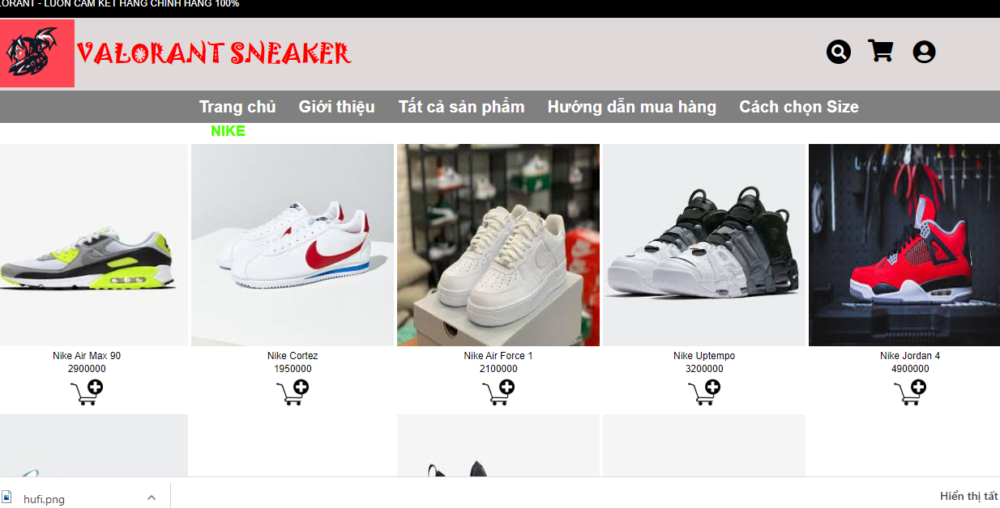 LORANT - LUÔN CAM KẾT HÀNG CHÍNH HÃNG 100%
VALORANT SNEAKER
Trang chủ Giới thiệu Tất cả sản phẩm Hướng dẫn mua hàng Cách chọn Size
NIKE
Nike Air Max 90 Nike Cortez Nike Air Force 1 Nike Uptempo Nike Jordan 4
2900000 1950000 2100000 3200000 4900000
hufi.png Hiển thị tất